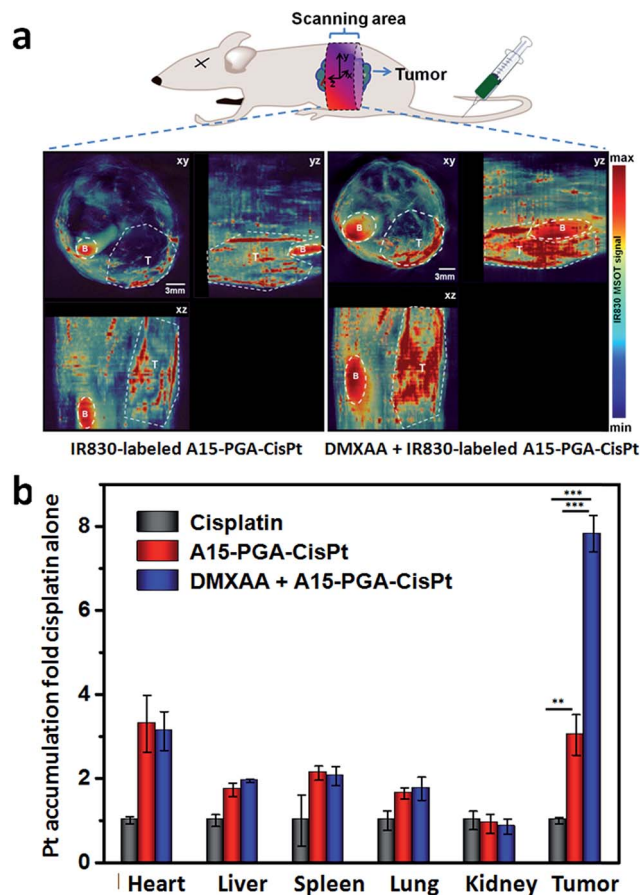 a
Scanning area
y
x
z
Tumor
xy
yz
xy
yz
B
T
3mm
T
B
B
T
3mm
B
T
xz
xz
T
B
B
T
max
IR830 MSOT signal
min
IR830-labeled A15-PGA-CisPt
DMXAA + IR830-labeled A15-PGA-CisPt
b
Pt accumulation fold cisplatin alone
8
6
4
2
0
Cisplatin
A15-PGA-CisPt
DMXAA + A15-PGA-CisPt
***
***
**
Heart
Liver
Spleen
Lung
Kidney
Tumor